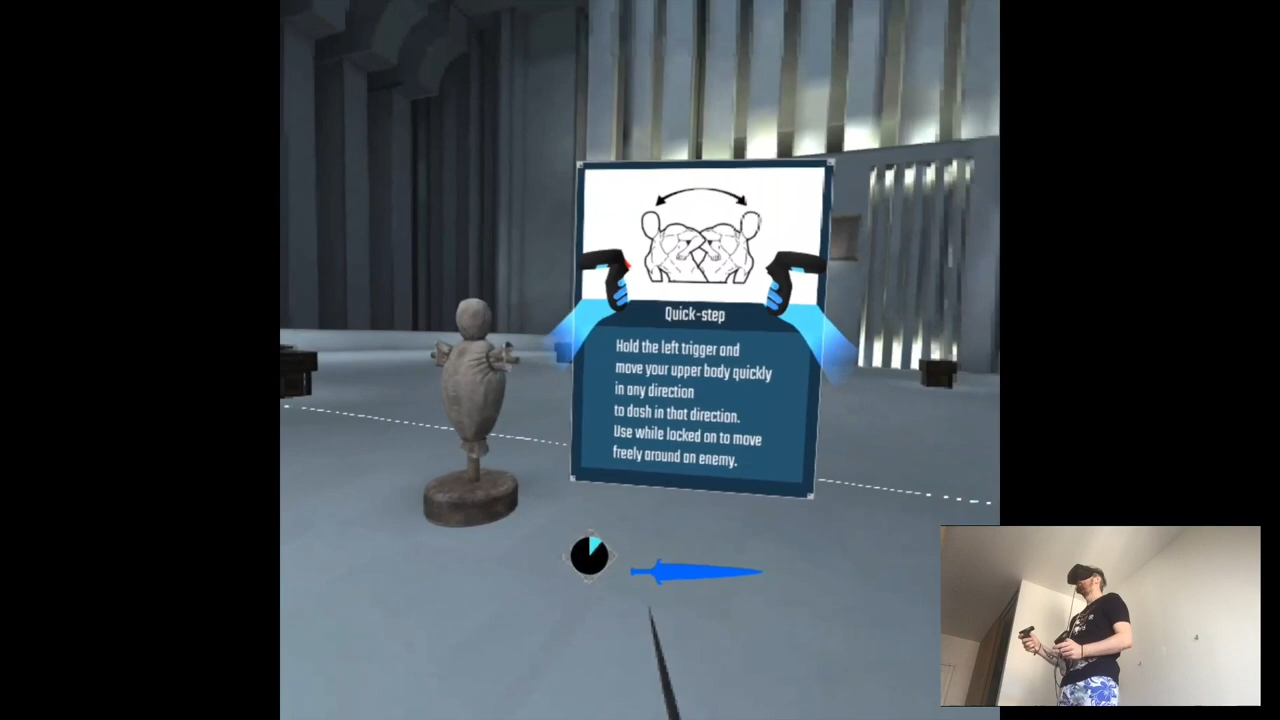 Quick-step
Hold the left trigger and
move your upper body quickly
in any direction
to dash in that direction.
Use while locked on to move
freely around an enemy.